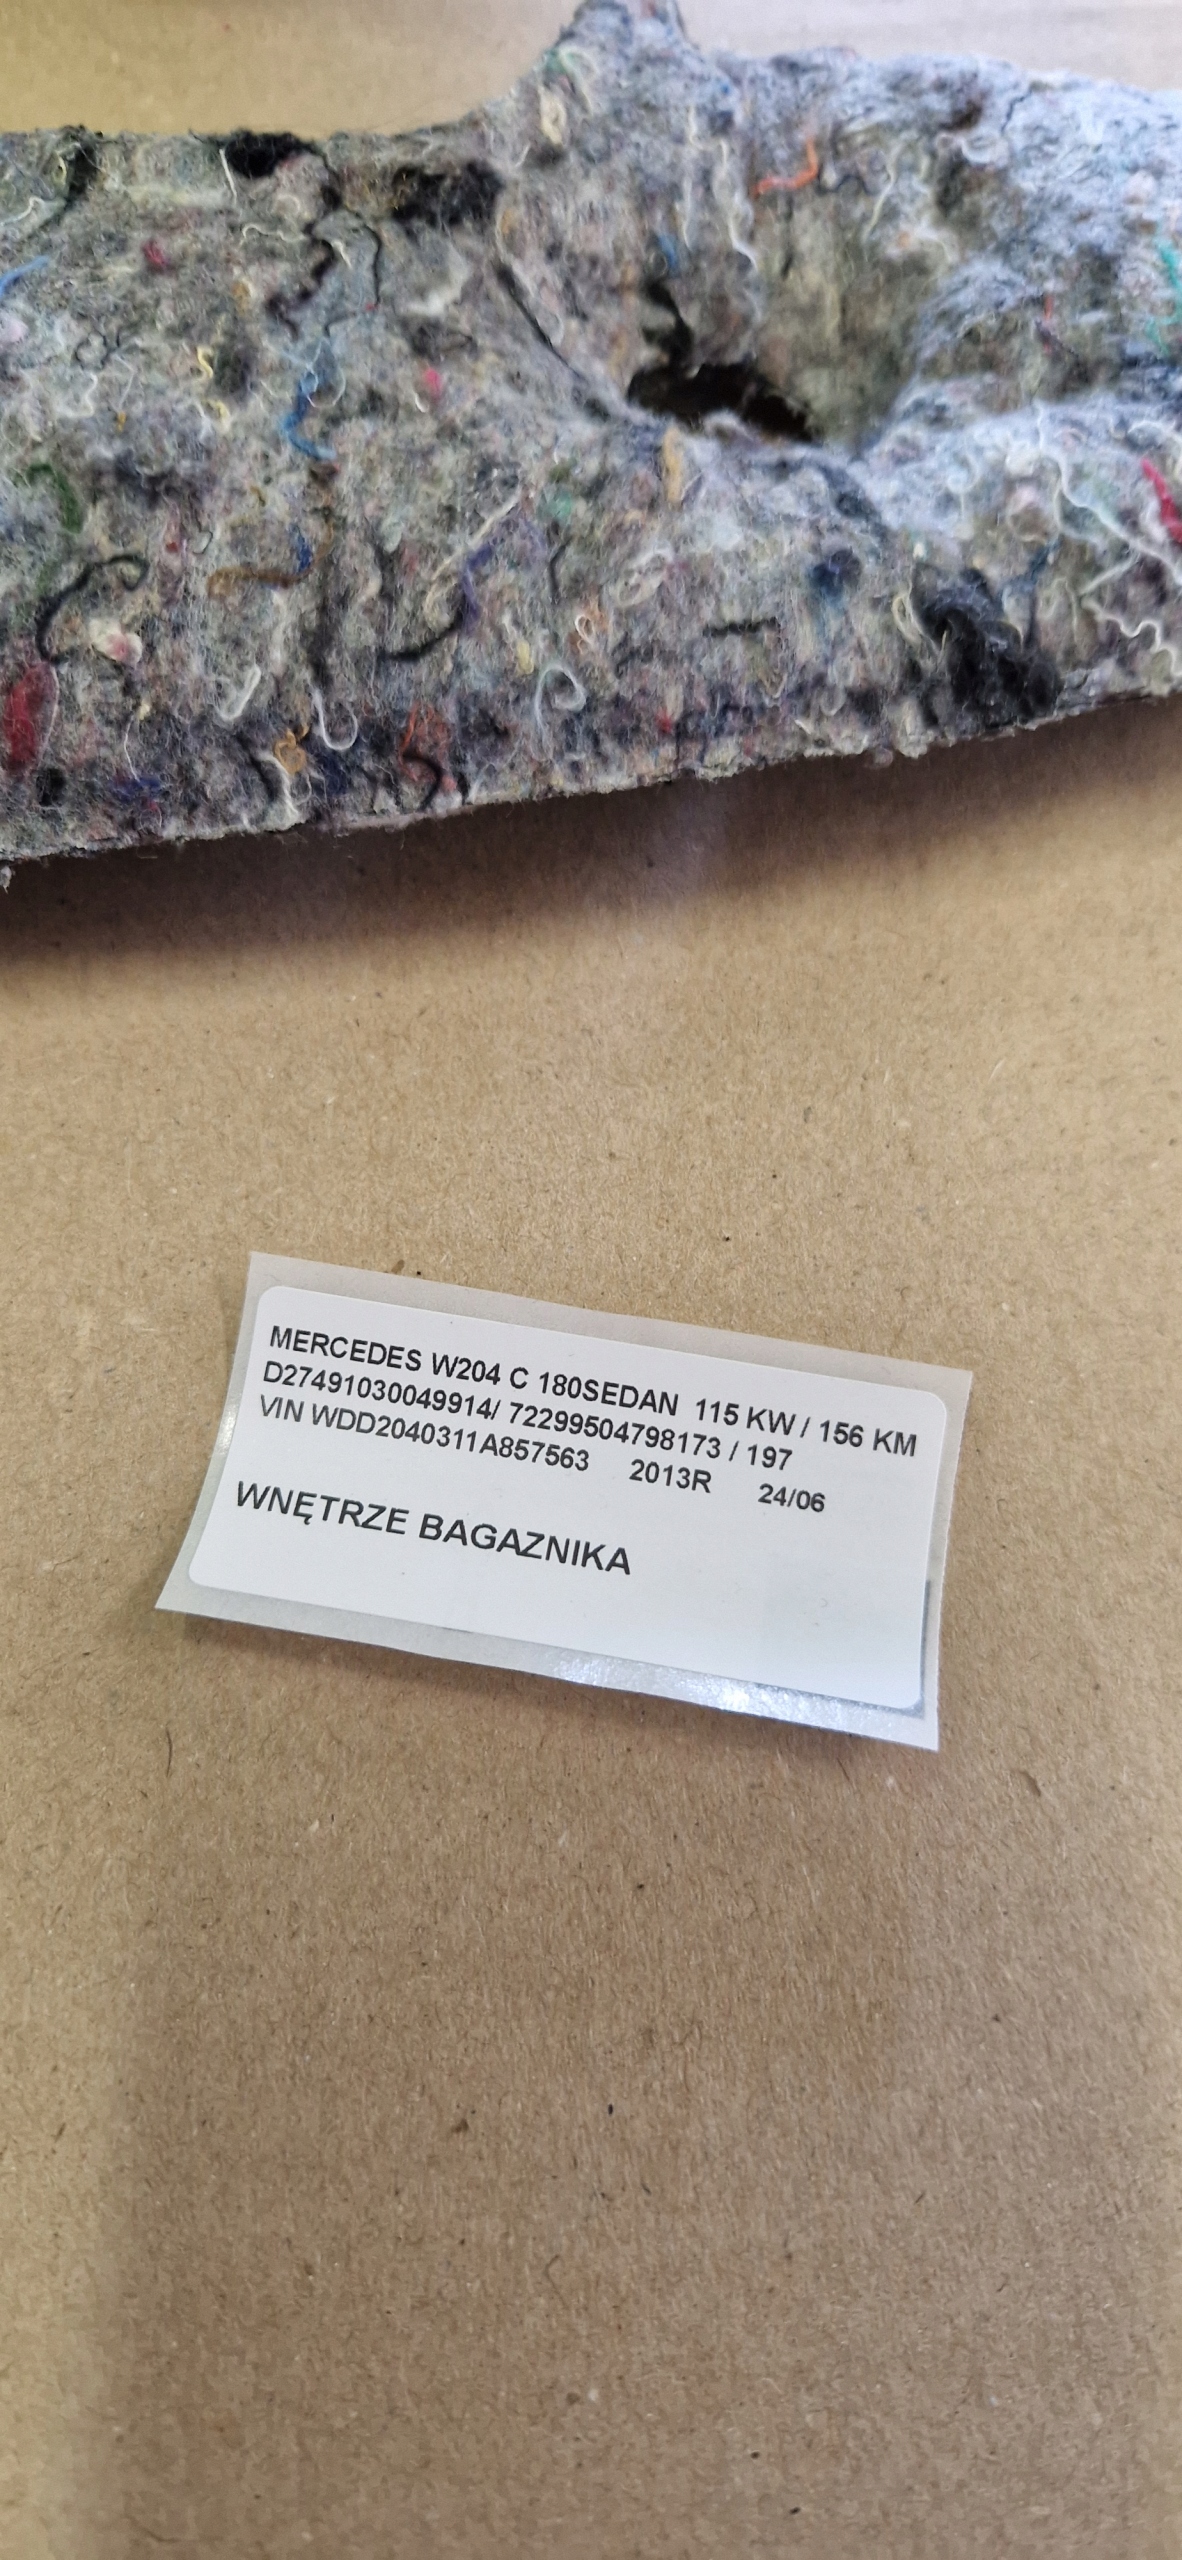 MERCEDES W204 C 180SEDAN 115 KW / 156 KM
D27491030049914/ 72299504798173 / 197
VIN WDD2040311A857563 2013R 24/06
WNĘTRZE BAGAZNIKA